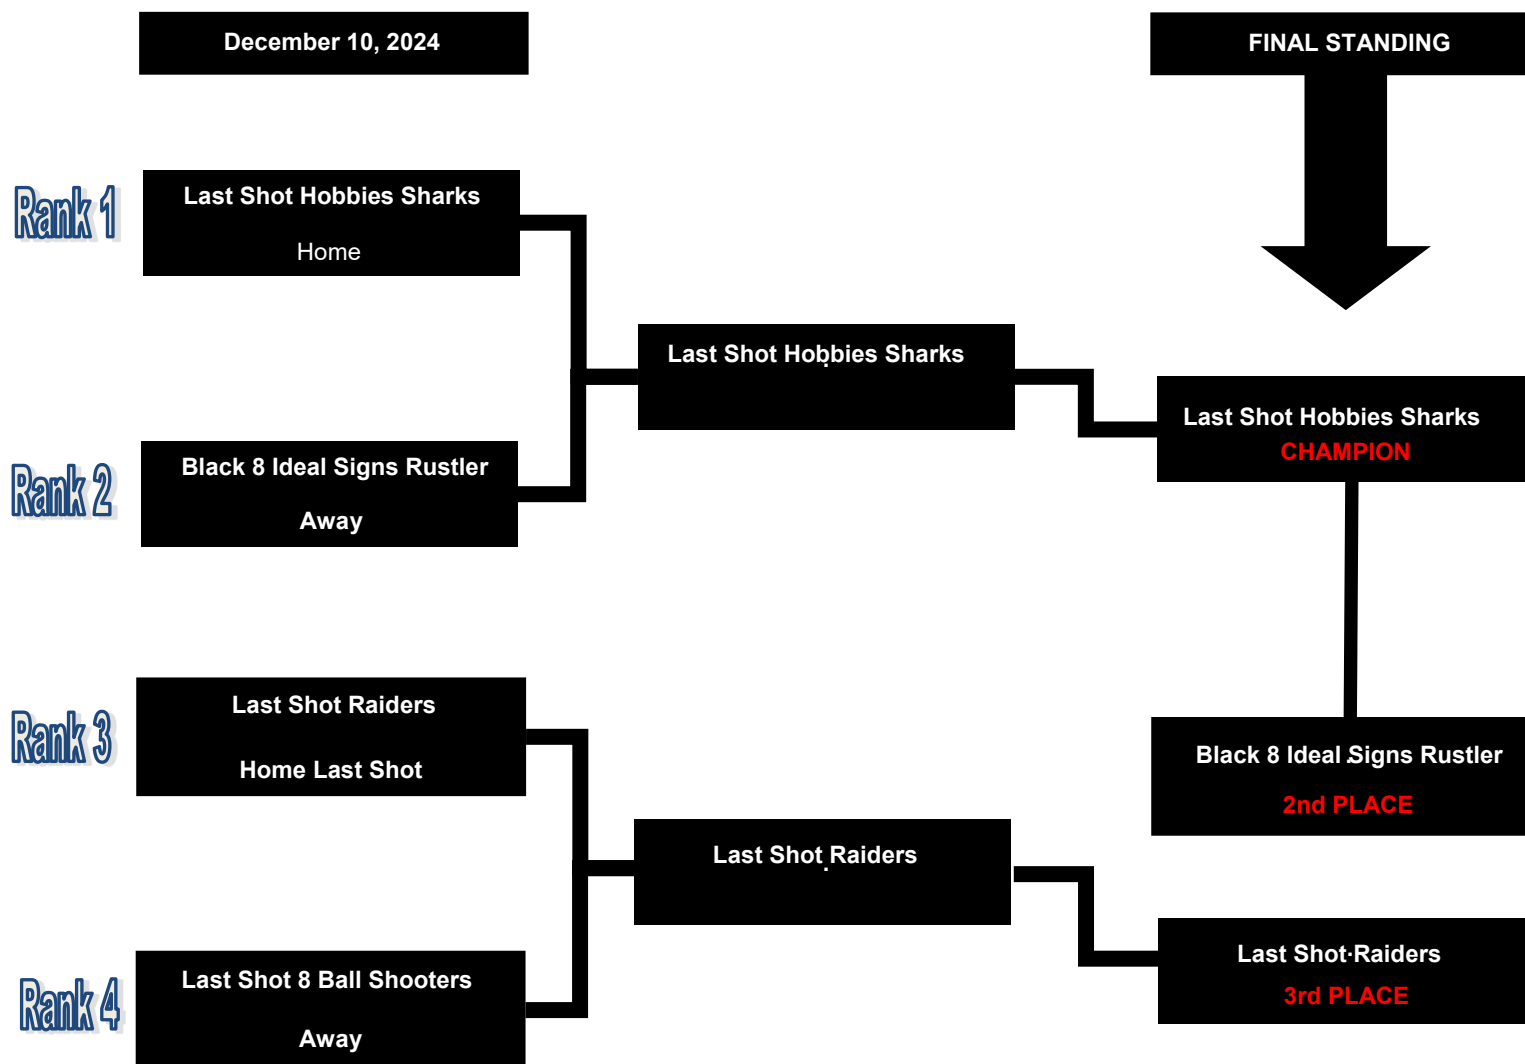 December 10, 2024
FINAL STANDING
Rank 1
Last Shot Hobbies Sharks
Home
Last Shot Hobbies Sharks
Last Shot Hobbies Sharks
CHAMPION
Rank 2
Black 8 Ideal Signs Rustler
Away
Rank 3
Last Shot Raiders
Home Last Shot
Black 8 Ideal Signs Rustler
2nd PLACE
Last Shot Raiders
Last Shot Raiders
3rd PLACE
Rank 4
Last Shot 8 Ball Shooters
Away